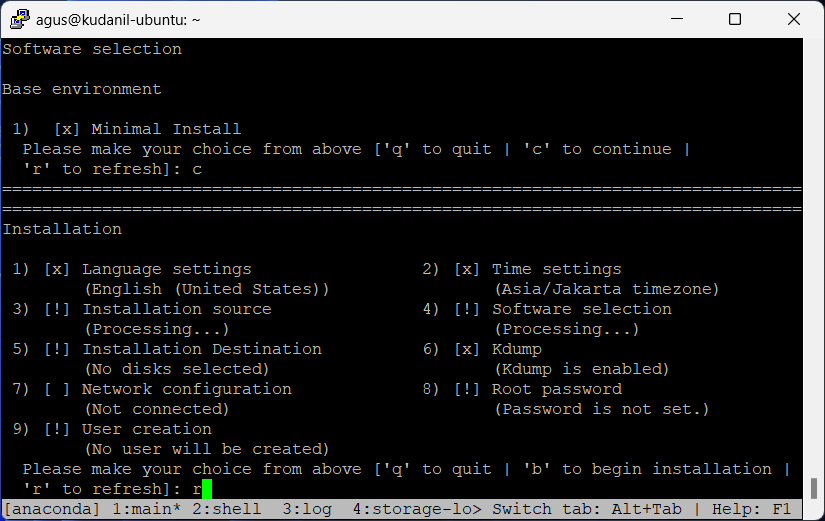 agus@kudanil-ubuntu: ~
Software selection
Base environment
1)  [x] Minimal Install
Please make your choice from above ['q' to quit | 'c' to continue |
'r' to refresh]: c
================================================================================
================================================================================
Installation
1) [x] Language settings                 2) [x] Time settings
(English (United States))                (Asia/Jakarta timezone)
3) [!] Installation source               4) [!] Software selection
(Processing...)                          (Processing...)
5) [!] Installation Destination          6) [x] Kdump
(No disks selected)                      (Kdump is enabled)
7) [ ] Network configuration             8) [!] Root password
(Not connected)                          (Password is not set.)
9) [!] User creation
(No user will be created)
Please make your choice from above ['q' to quit | 'b' to begin installation |
'r' to refresh]: r
[anaconda] 1:main* 2:shell  3:log  4:storage-lo> Switch tab: Alt+Tab | Help: F1